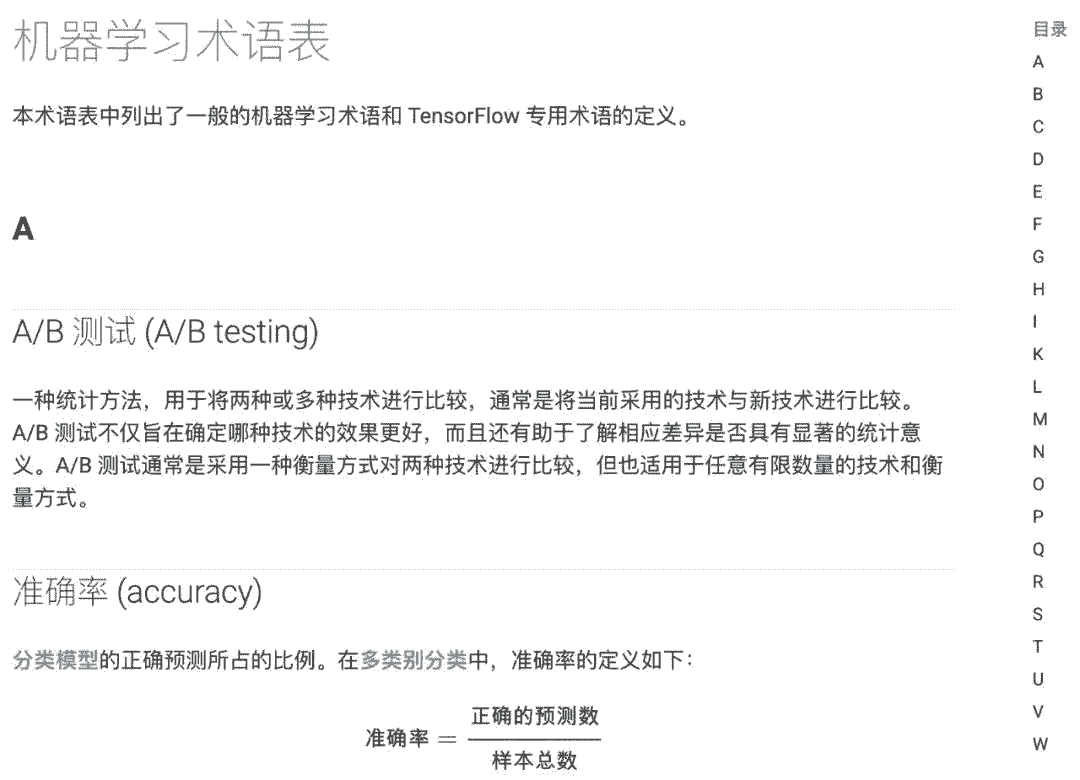 机器学习术语表
本术语表中列出了一般的机器学习术语和 TensorFlow 专用术语的定义。
A
A/B 测试 (A/B testing)
一种统计方法，用于将两种或多种技术进行比较，通常是将当前采用的技术与新技术进行比较。
A/B 测试不仅旨在确定哪种技术的效果更好，而且还有助于了解相应差异是否具有显著的统计意
义。A/B 测试通常是采用一种衡量方式对两种技术进行比较，但也适用于任意有限数量的技术和衡
量方式。
准确率 (accuracy)
分类模型的正确预测所占的比例。在多类别分类中，准确率的定义如下：
准确率 = 正确的预测数
样本总数
目录
A
B
C
D
E
F
G
H
I
K
L
M
N
O
P
Q
R
S
T
U
V
W